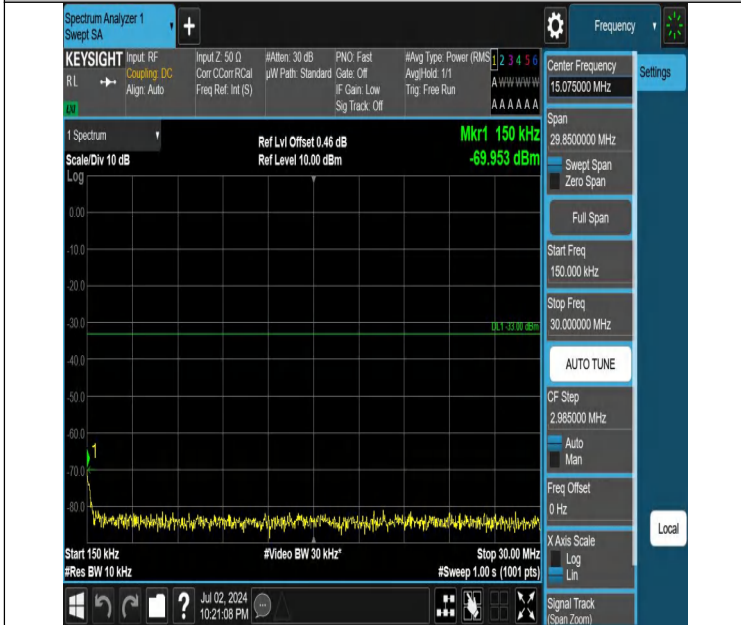 Spectrum Analyzer 1
Swept SA
+
Frequency
KEYSIGHT
RL
Input: RF
Coupling: DC
Align: Auto
Input Z: 50 Ω
Corr CCorr RCal
Freq Ref: Int (S)
#Atten: 30 dB
µW Path: Standard
PNO: Fast
Gate: Off
IF Gain: Low
Sig Track: Off
#Avg Type: Power (RMS
Avg|Hold: 1/1
Trig: Free Run
1 2 3 4 5 6
A W W W W W
A A A A A A
1 Spectrum
Scale/Div 10 dB
Ref Lvl Offset 0.46 dB
Ref Level 10.00 dBm
Mkr1 150 kHz
-69.953 dBm
Log
0.00
-10.0
-20.0
-30.0
-40.0
-50.0
-60.0
-70.0
-80.0
DL1 -33.00 dBm
1
Start 150 kHz
#Res BW 10 kHz
#Video BW 30 kHz*
Stop 30.00 MHz
#Sweep 1.00 s (1001 pts)
Center Frequency
15.075000 MHz
Settings
Span
29.8500000 MHz
Swept Span
Zero Span
Full Span
Start Freq
150.000 kHz
Stop Freq
30.000000 MHz
AUTO TUNE
CF Step
2.985000 MHz
Auto
Man
Freq Offset
0 Hz
X Axis Scale
Log
Lin
Local
Signal Track
(Span Zoom)
?
Jul 02, 2024
10:21:08 PM